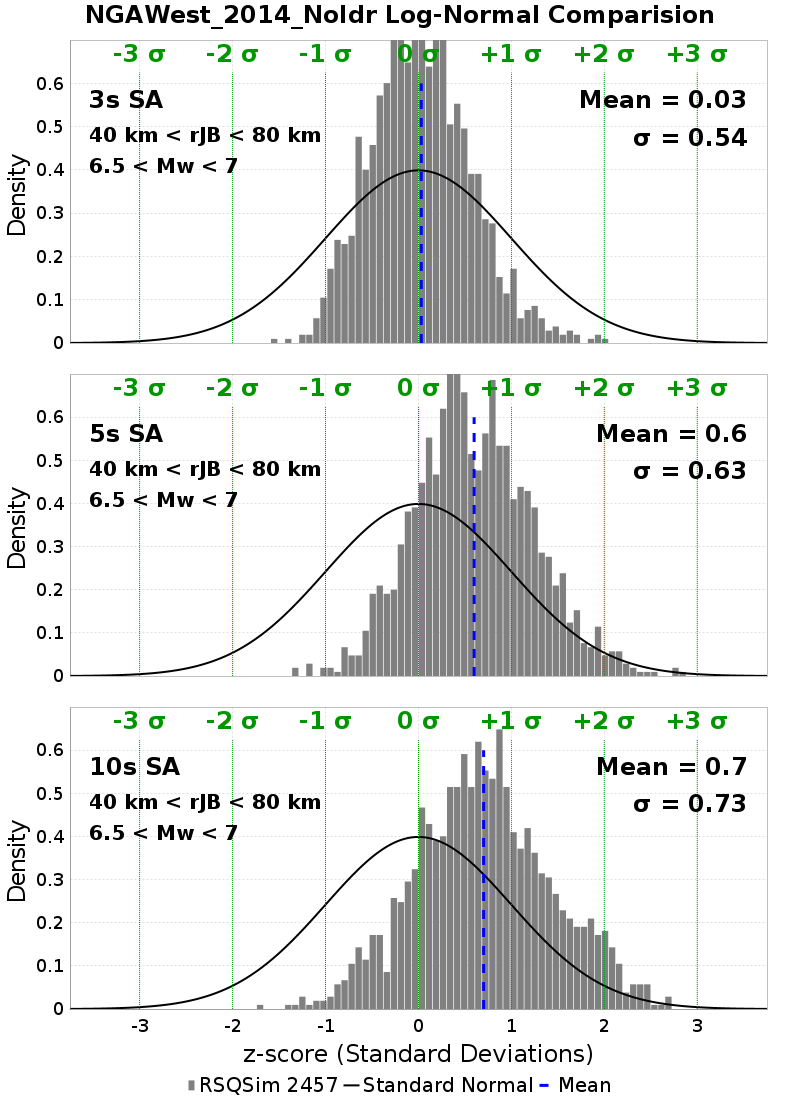 NGAWest_2014_NoIdr Log-Normal Comparision
-3 σ -2 σ -1 σ 0 σ +1 σ +2 σ +3 σ
3s SA
Mean = 0.03
40 km < rJB < 80 km
σ = 0.54
6.5 < Mw < 7
Density
0.6
0.5
0.4
0.3
0.2
0.1
0
-3 σ -2 σ -1 σ 0 σ +1 σ +2 σ +3 σ
5s SA
Mean = 0.6
40 km < rJB < 80 km
σ = 0.63
6.5 < Mw < 7
Density
0.6
0.5
0.4
0.3
0.2
0.1
0
-3 σ -2 σ -1 σ 0 σ +1 σ +2 σ +3 σ
10s SA
Mean = 0.7
40 km < rJB < 80 km
σ = 0.73
6.5 < Mw < 7
Density
0.6
0.5
0.4
0.3
0.2
0.1
0
-3 -2 -1 0 1 2 3
z-score (Standard Deviations)
RSQSim 2457 Standard Normal Mean